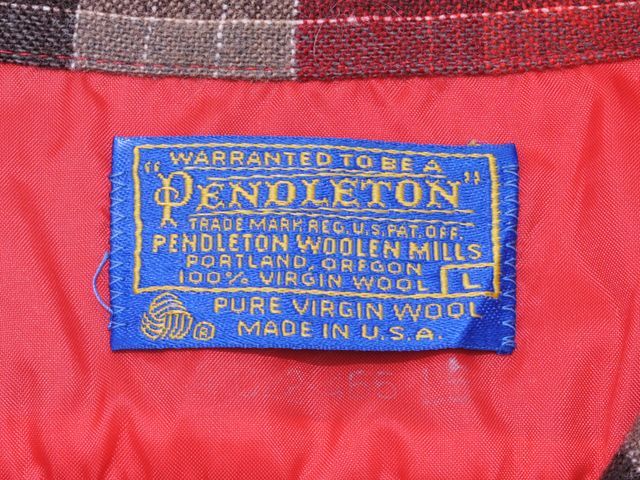 WARRANTED TO BE A
"PENDLETON"
TRADE MARK REG. U.S. PAT. OFF.
PENDLETON WOOLEN MILLS
PORTLAND, OREGON
100% VIRGIN WOOL L
PURE VIRGIN WOOL
® MADE IN U.S.A.